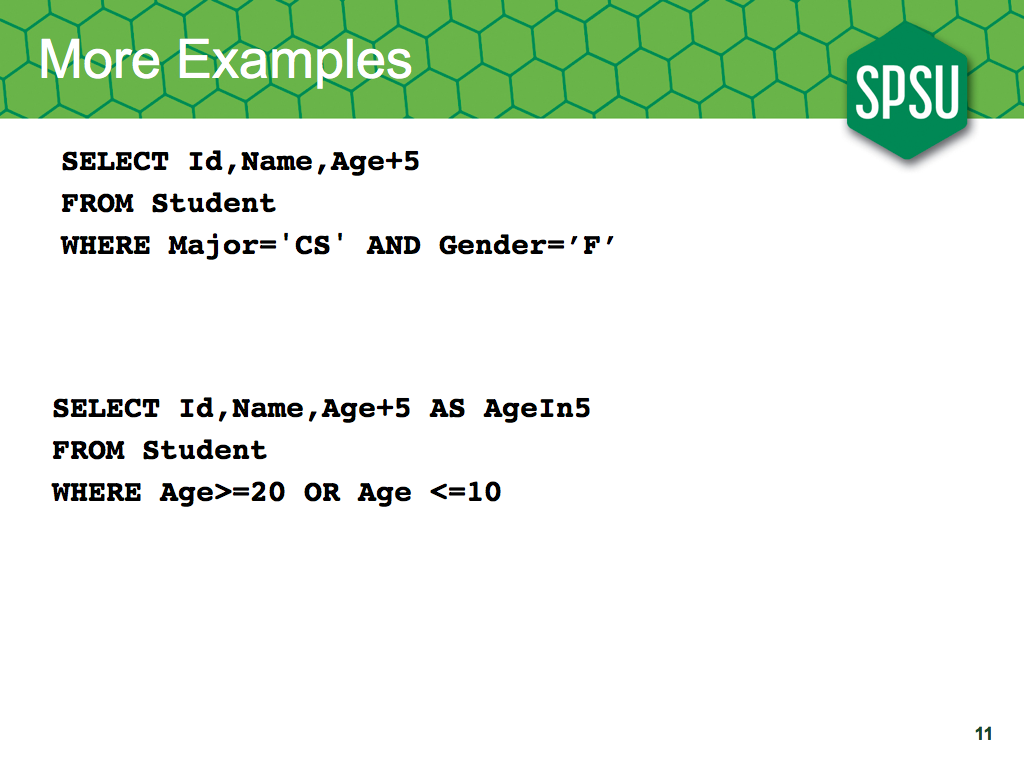 More Examples
SPSU
SELECT Id,Name,Age+5
FROM Student
WHERE Major='CS' AND Gender=’F’
SELECT Id,Name,Age+5 AS AgeIn5
FROM Student
WHERE Age>=20 OR Age <=10
11